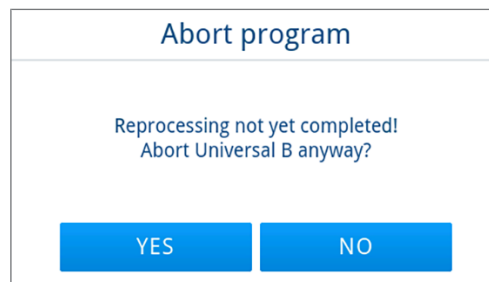 Abort program
Reprocessing not yet completed!
Abort Universal B anyway?
YES
NO